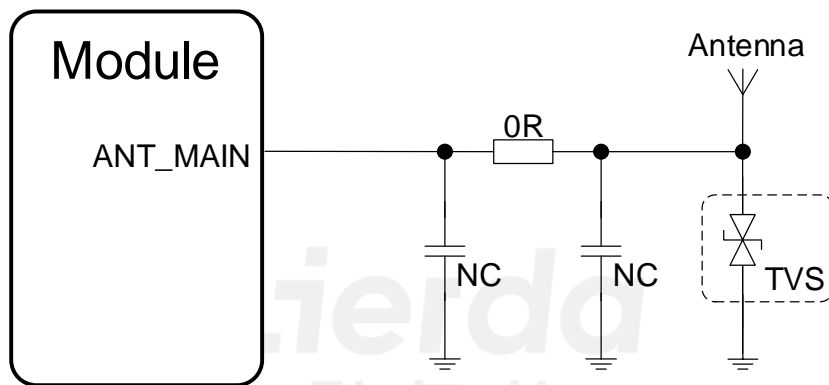 Module
Antenna
0R
ANT_MAIN
NC
NC
TVS
Lierda